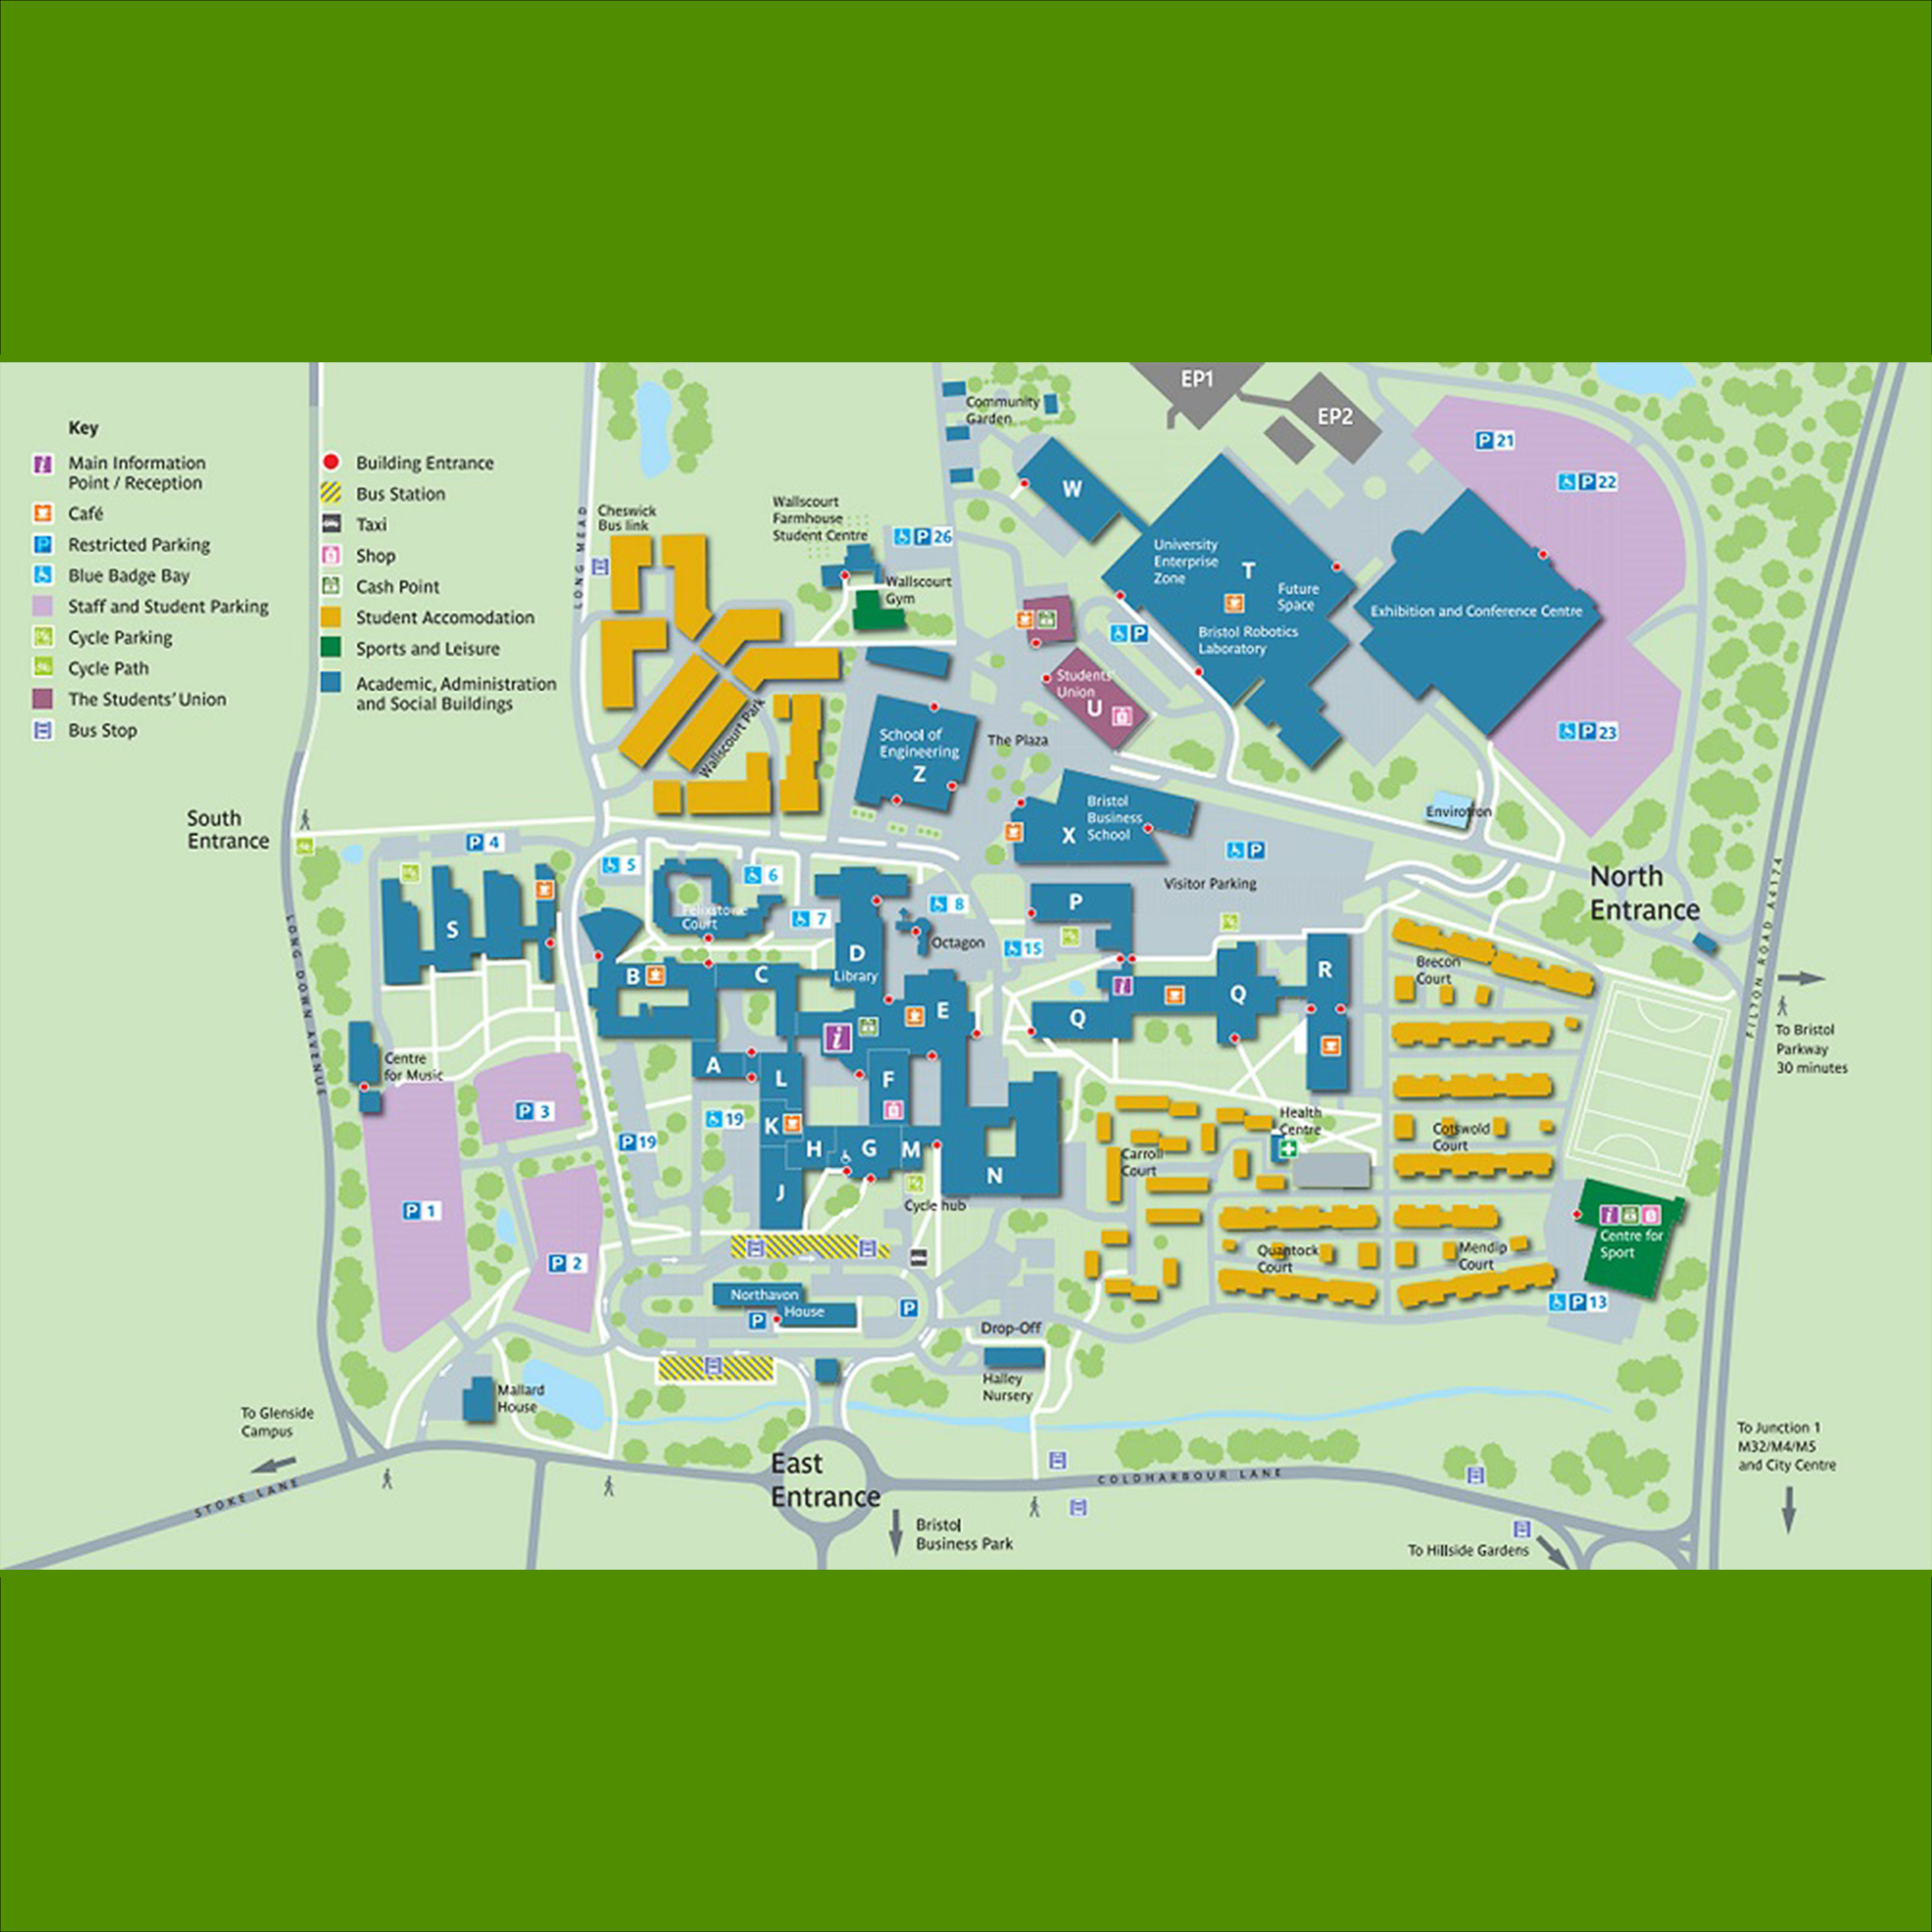 Key
Main Information
Point / Reception
Café
Restricted Parking
Blue Badge Bay
Staff and Student Parking
Cycle Parking
Cycle Path
The Students' Union
Bus Stop
Building Entrance
Bus Station
Taxi
Shop
Cash Point
Student Accomodation
Sports and Leisure
Academic, Administration
and Social Buildings
EP1
EP2
Community
Garden
P 21
P 22
W
LONG MEAD
Cheswick
Bus link
Wallscourt
Farmhouse
Student Centre
P 26
Wallscourt
Gym
University
Enterprise
Zone
T
Future
Space
Bristol Robotics
Laboratory
Exhibition and Conference Centre
P
Students'
Union
U
Wallscourt Park
School of
Engineering
Z
The Plaza
P 23
Bristol
Business
School
X
Envirotron
South
Entrance
P 4
5
6
7
8
P
Visitor Parking
North
Entrance
FILTON ROAD A4174
LONG DOWN AVENUE
S
Felixstowe
Court
D
Library
Octagon
15
P
B
C
E
Q
Q
R
Brecon
Court
To Bristol
Parkway
30 minutes
Centre
for Music
A
L
F
P 3
19
P 19
K
H
G
M
N
J
Cycle hub
Health
Centre
Carroll
Court
Cotswold
Court
P 1
P 2
Quantock
Court
Mendip
Court
Centre for
Sport
P 13
Northavon
House
P
P
Drop-Off
Halley
Nursery
Mallard
House
To Glenside
Campus
STOKE LANE
East
Entrance
COLDHARBOUR LANE
Bristol
Business Park
To Hillside Gardens
To Junction 1
M32/M4/M5
and City Centre